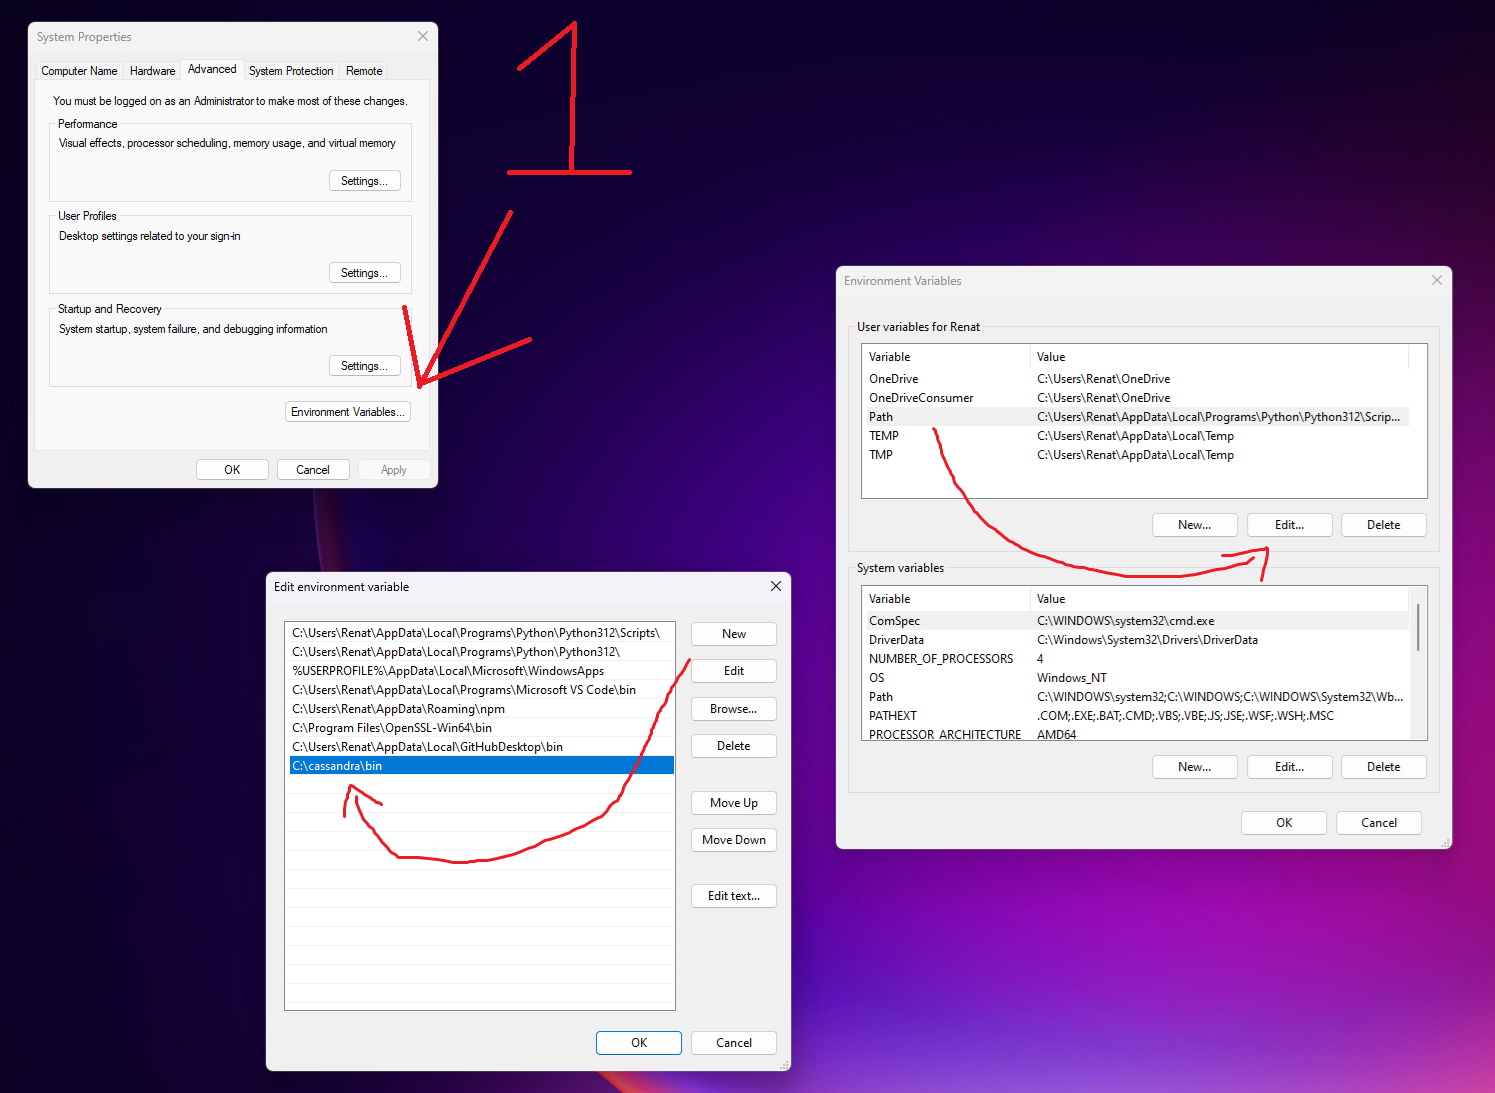 System Properties
Computer Name Hardware Advanced System Protection Remote
You must be logged on as an Administrator to make most of these changes.
Performance
Visual effects, processor scheduling, memory usage, and virtual memory
Settings...
User Profiles
Desktop settings related to your sign-in
Settings...
Startup and Recovery
System startup, system failure, and debugging information
Settings...
Environment Variables...
OK Cancel Apply
1
Environment Variables
User variables for Renat
Variable Value
OneDrive C:\Users\Renat\OneDrive
OneDriveConsumer C:\Users\Renat\OneDrive
Path C:\Users\Renat\AppData\Local\Programs\Python\Python312\Scrip...
TEMP C:\Users\Renat\AppData\Local\Temp
TMP C:\Users\Renat\AppData\Local\Temp
New... Edit... Delete
System variables
Variable Value
ComSpec C:\WINDOWS\system32\cmd.exe
DriverData C:\Windows\System32\Drivers\DriverData
NUMBER_OF_PROCESSORS 4
OS Windows_NT
Path C:\WINDOWS\system32;C:\WINDOWS;C:\WINDOWS\System32\Wb...
PATHEXT .COM;.EXE;.BAT;.CMD;.VBS;.VBE;.JS;.JSE;.WSF;.WSH;.MSC
PROCESSOR_ARCHITECTURE AMD64
New... Edit... Delete
OK Cancel
Edit environment variable
C:\Users\Renat\AppData\Local\Programs\Python\Python312\Scripts\
C:\Users\Renat\AppData\Local\Programs\Python\Python312\
%USERPROFILE%\AppData\Local\Microsoft\WindowsApps
C:\Users\Renat\AppData\Local\Programs\Microsoft VS Code\bin
C:\Users\Renat\AppData\Roaming\npm
C:\Program Files\OpenSSL-Win64\bin
C:\Users\Renat\AppData\Local\GitHubDesktop\bin
C:\cassandra\bin
New
Edit
Browse...
Delete
Move Up
Move Down
Edit text...
OK Cancel